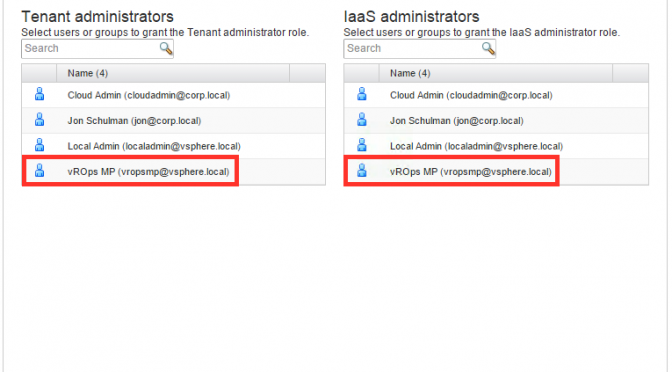 Tenant administrators
Select users or groups to grant the Tenant administrator role.
Search
Name (4)
Cloud Admin (cloudadmin@corp.local)
Jon Schulman (jon@corp.local)
Local Admin (localadmin@vsphere.local)
vROps MP (vropsmp@vsphere.local)
IaaS administrators
Select users or groups to grant the IaaS administrator role.
Search
Name (4)
Cloud Admin (cloudadmin@corp.local)
Jon Schulman (jon@corp.local)
Local Admin (localadmin@vsphere.local)
vROps MP (vropsmp@vsphere.local)